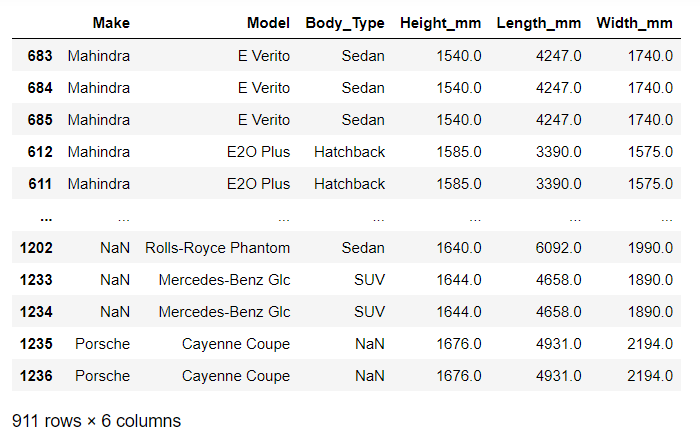 Make Model Body_Type Height_mm Length_mm Width_mm
683 Mahindra E Verito Sedan 1540.0 4247.0 1740.0
684 Mahindra E Verito Sedan 1540.0 4247.0 1740.0
685 Mahindra E Verito Sedan 1540.0 4247.0 1740.0
612 Mahindra E2O Plus Hatchback 1585.0 3390.0 1575.0
611 Mahindra E2O Plus Hatchback 1585.0 3390.0 1575.0
... ... ... ... ... ... ...
1202 NaN Rolls-Royce Phantom Sedan 1640.0 6092.0 1990.0
1233 NaN Mercedes-Benz Glc SUV 1644.0 4658.0 1890.0
1234 NaN Mercedes-Benz Glc SUV 1644.0 4658.0 1890.0
1235 Porsche Cayenne Coupe NaN 1676.0 4931.0 2194.0
1236 Porsche Cayenne Coupe NaN 1676.0 4931.0 2194.0
911 rows × 6 columns